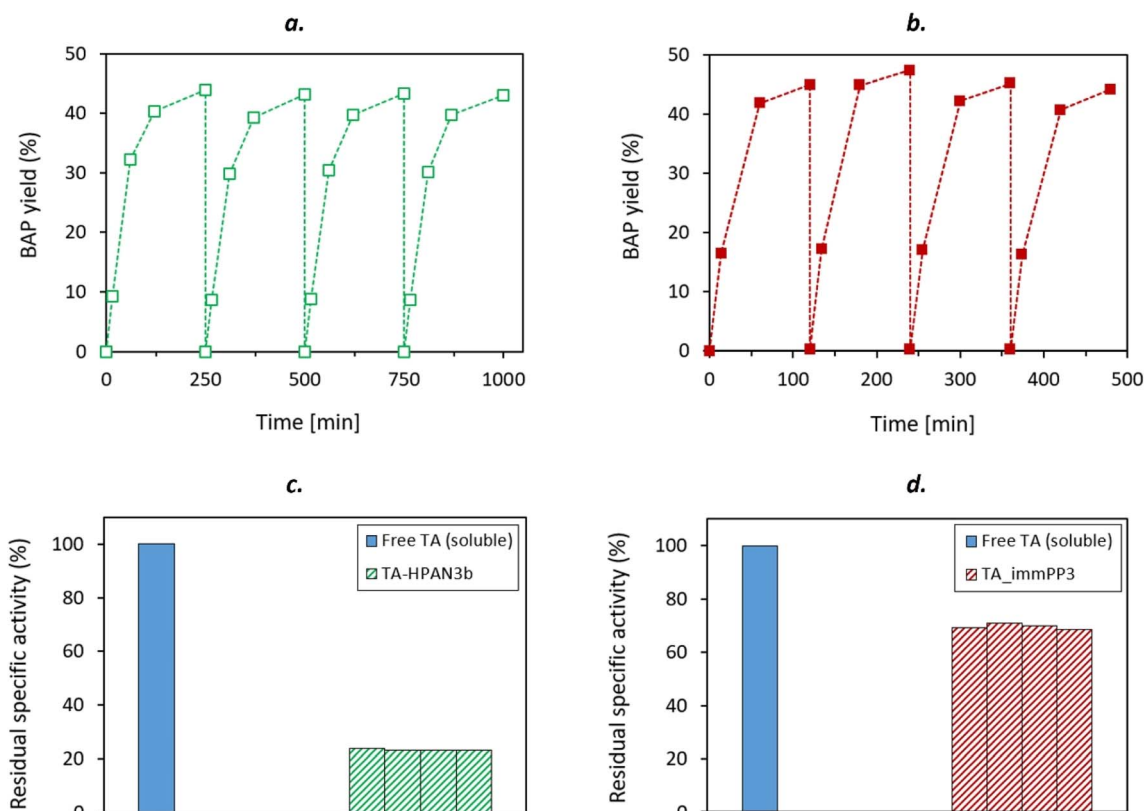 a.
BAP yield (%)
50
40
30
20
10
0
0 250 500 750 1000
Time [min]
b.
BAP yield (%)
50
40
30
20
10
0
0 100 200 300 400 500
Time [min]
c.
Residual specific activity (%)
100
80
60
40
20
0
Free TA (soluble)
TA-HPAN3b
d.
Residual specific activity (%)
100
80
60
40
20
0
Free TA (soluble)
TA_immPP3